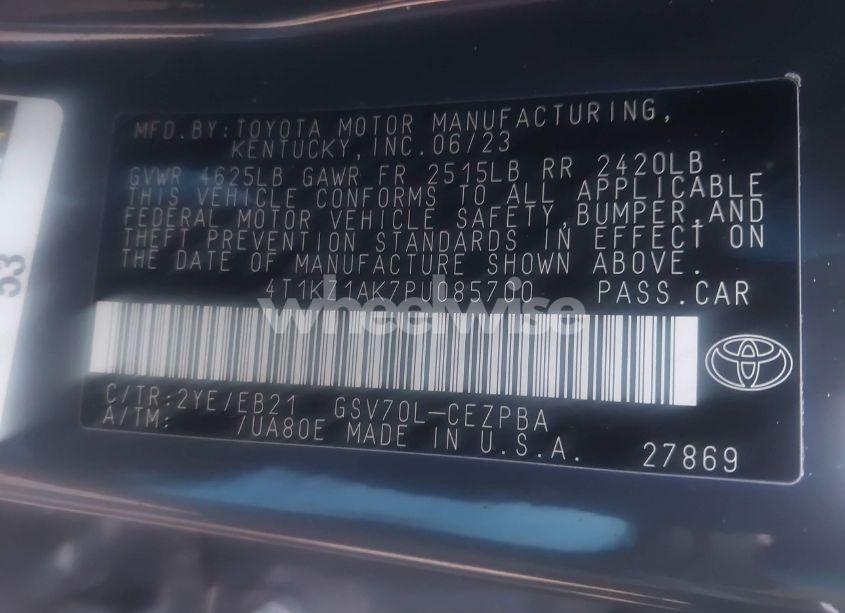 MFD.BY:TOYOTA MOTOR MANUFACTURING,
KENTUCKY,INC.06/23
GVWR 4625LB GAWR FR 2515LB RR 2420LB
THIS VEHICLE CONFORMS TO ALL APPLICABLE
FEDERAL MOTOR VEHICLE SAFETY,BUMPER,AND
THEFT PREVENTION STANDARDS IN EFFECT ON
THE DATE OF MANUFACTURE SHOWN ABOVE.
4T1KZ1AK7PU085700 PASS.CAR
wheelwise
C/TR:2YE/EB21 GSV70L-CEZPBA
A/TM: /UA80E MADE IN U.S.A.
27869
53